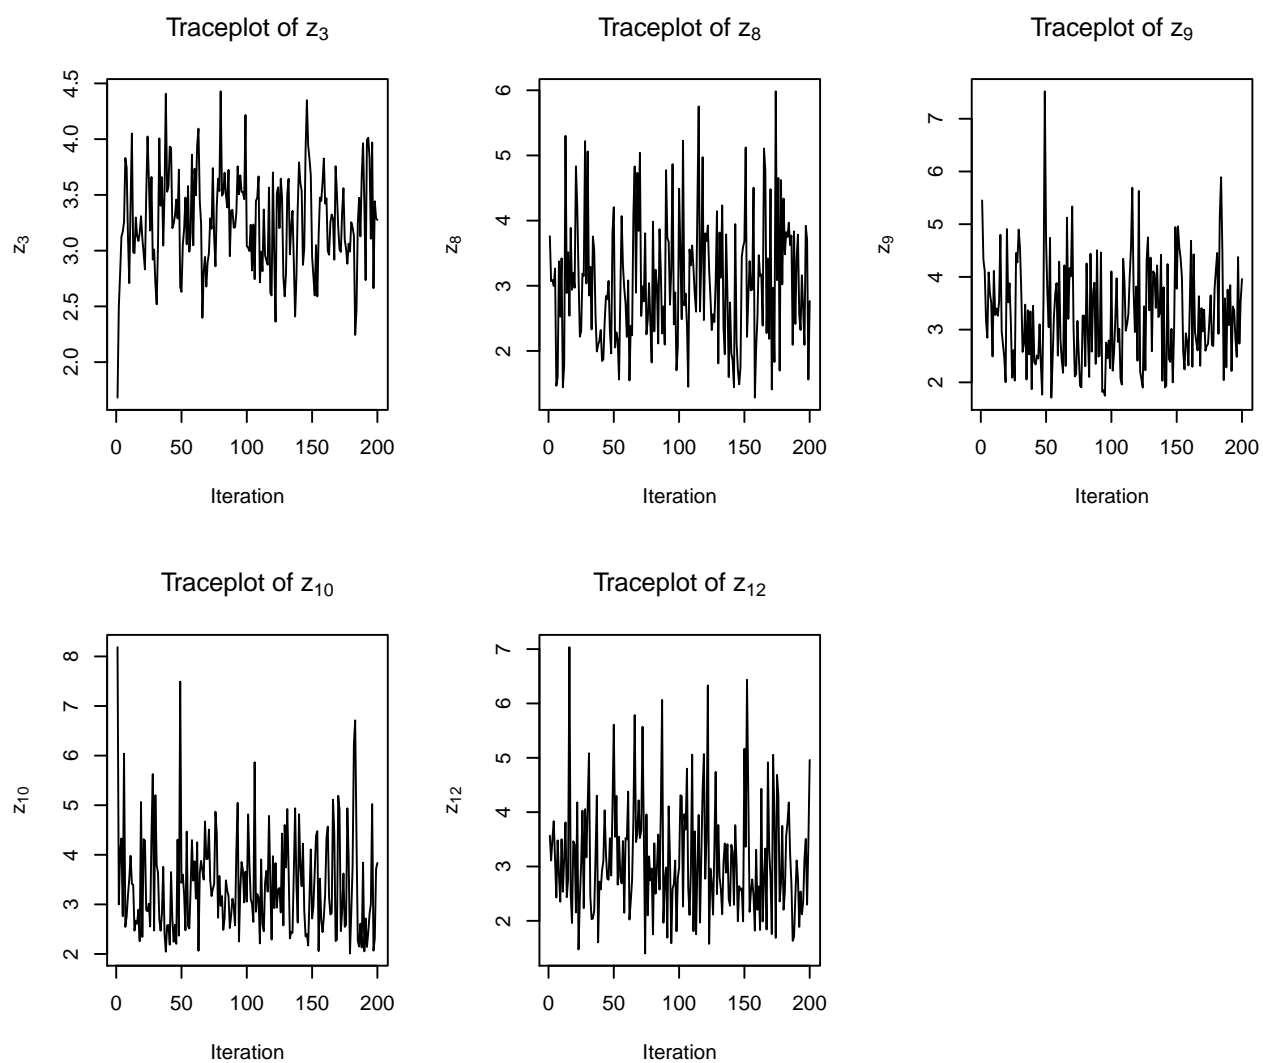 Traceplot of z3
z3
4.5
4.0
3.5
3.0
2.5
2.0
0 50 100 150 200
Iteration
Traceplot of z8
z8
6
5
4
3
2
0 50 100 150 200
Iteration
Traceplot of z9
z9
7
6
5
4
3
2
0 50 100 150 200
Iteration
Traceplot of z10
z10
8
7
6
5
4
3
2
0 50 100 150 200
Iteration
Traceplot of z12
z12
7
6
5
4
3
2
0 50 100 150 200
Iteration